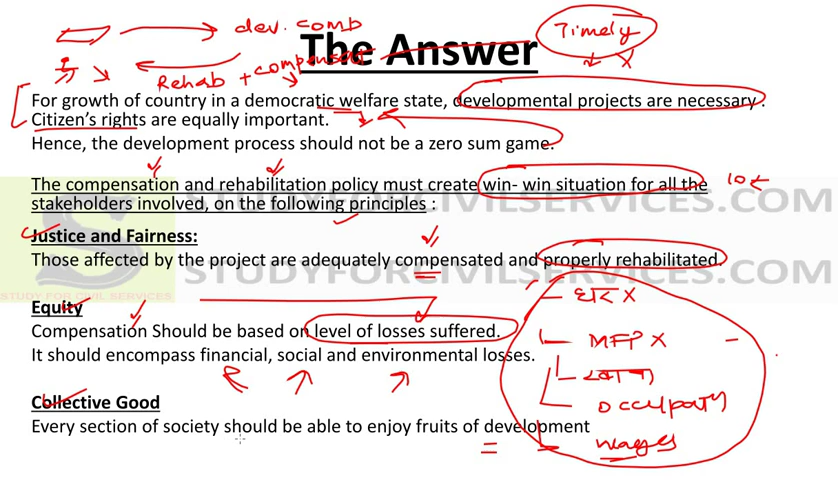 dev. comp
The Answer
Timely
X
Rehab + compensat
For growth of country in a democratic welfare state, developmental projects are necessary.
Citizen's rights are equally important.
Hence, the development process should not be a zero sum game.
The compensation and rehabilitation policy must create win- win situation for all the
stakeholders involved, on the following principles :
STUDYFORCIVILSERVICES.COM
Justice and Fairness:
Those affected by the project are adequately compensated and properly rehabilitated.
STUDYFORCIVILSERVICES.COM
STUDY FOR CIVIL SERVICES
Equity
Compensation Should be based on level of losses suffered.
MFP X
It should encompass financial, social and environmental losses.
Collective Good
Every section of society should be able to enjoy fruits of development
wages